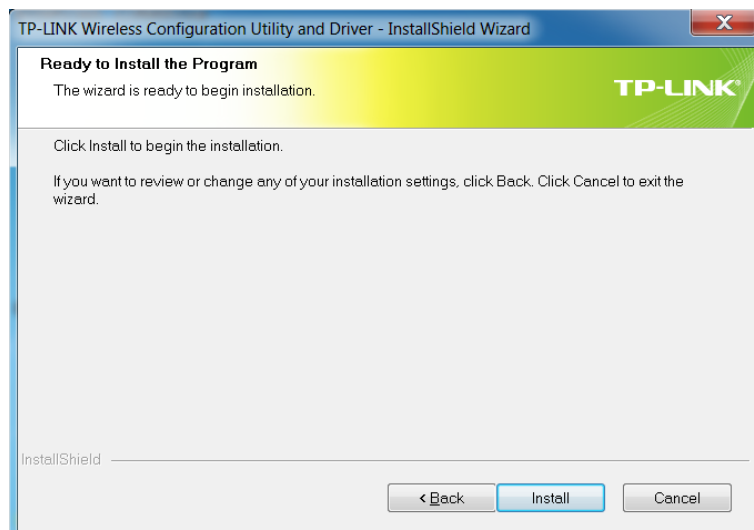 TP-LINK Wireless Configuration Utility and Driver - InstallShield Wizard
Ready to Install the Program
The wizard is ready to begin installation.
TP-LINK®
Click Install to begin the installation.
If you want to review or change any of your installation settings, click Back. Click Cancel to exit the
wizard.
InstallShield
< Back
Install
Cancel